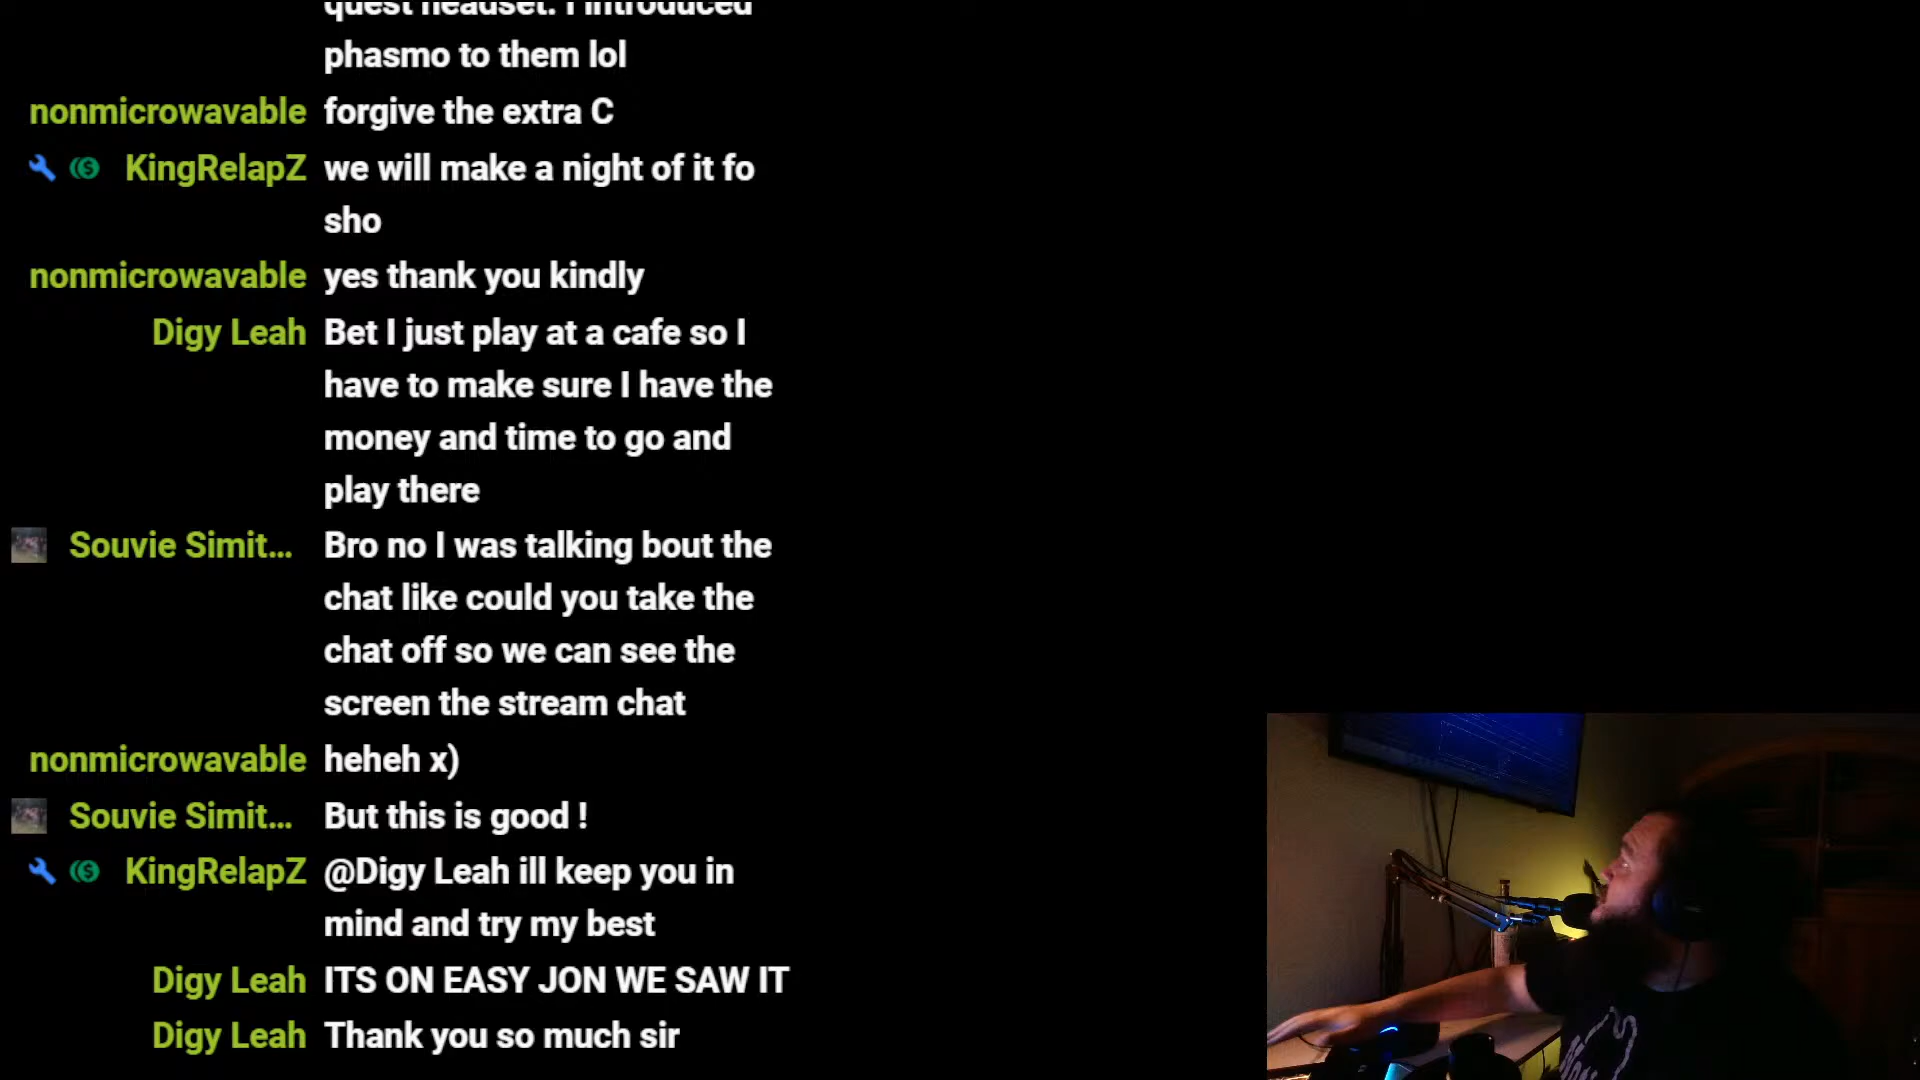 quest headset. I introduced
phasmo to them lol
nonmicrowavable forgive the extra C
KingRelapZ we will make a night of it fo
sho
nonmicrowavable yes thank you kindly
Digy Leah Bet I just play at a cafe so I
have to make sure I have the
money and time to go and
play there
Souvie Simit... Bro no I was talking bout the
chat like could you take the
chat off so we can see the
screen the stream chat
nonmicrowavable heheh x)
Souvie Simit... But this is good !
KingRelapZ @Digy Leah ill keep you in
mind and try my best
Digy Leah ITS ON EASY JON WE SAW IT
Digy Leah Thank you so much sir